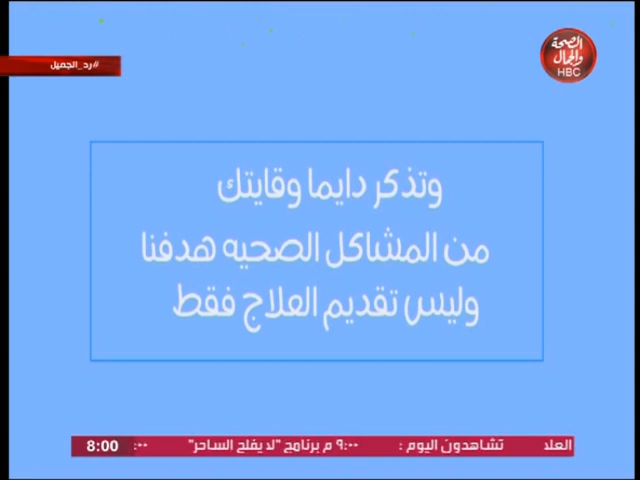 #رد_الجميل
الصحة
والجمال
HBC
وتذكر دايما وقايتك
من المشاكل الصحيه هدفنا
وليس تقديم العلاج فقط
العلا
تشاهدون اليوم : ٩:٠٠ م برنامج "لا يفلح الساحر" ٠٠:
8:00